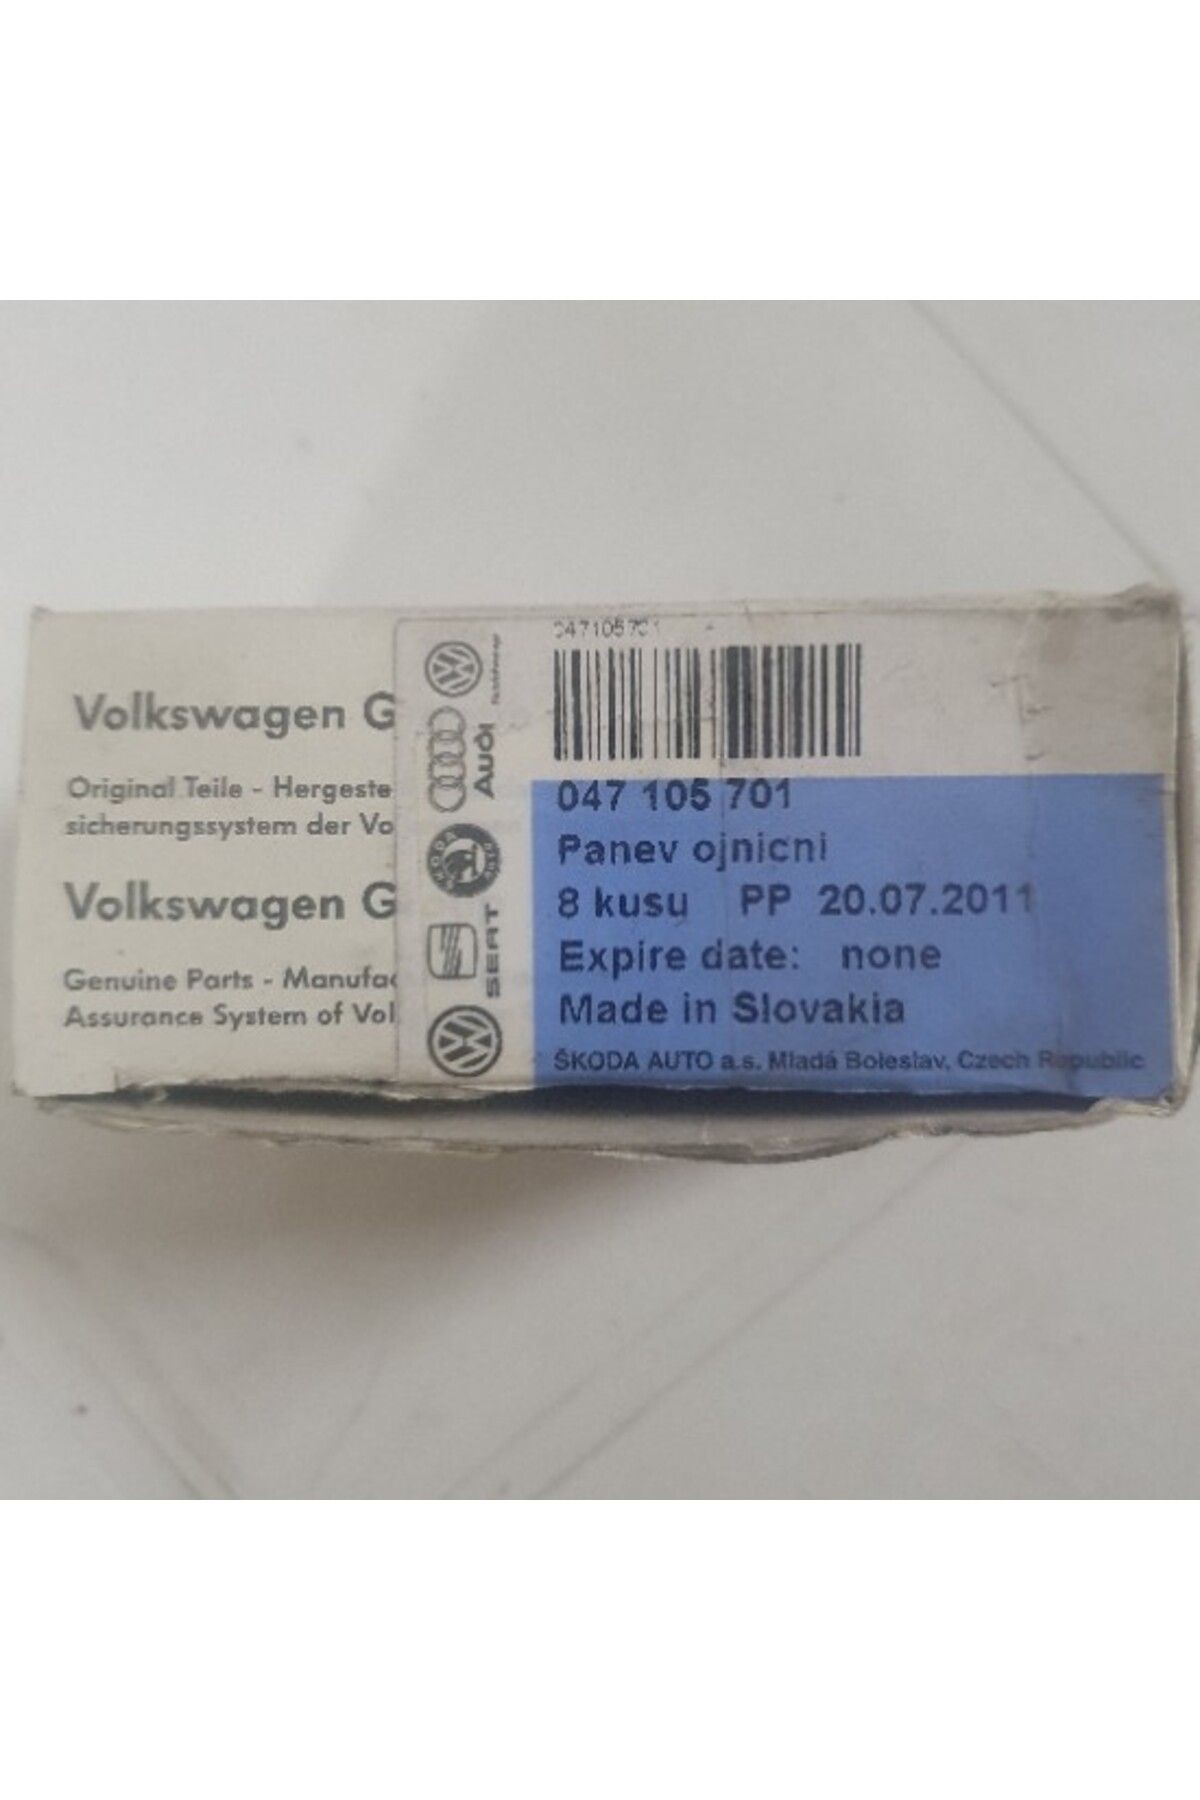 Volkswagen G
Original Teile - Hergeste
sicherungssystem der Vo
Volkswagen G
Genuine Parts - Manufac
Assurance System of Vol
Audi
SKODA AUTO
SEAT
047105701
047 105 701
Panev ojnicni
8 kusu PP 20.07.2011
Expire date: none
Made in Slovakia
ŠKODA AUTO a.s. Mladá Boleslav, Czech Republic